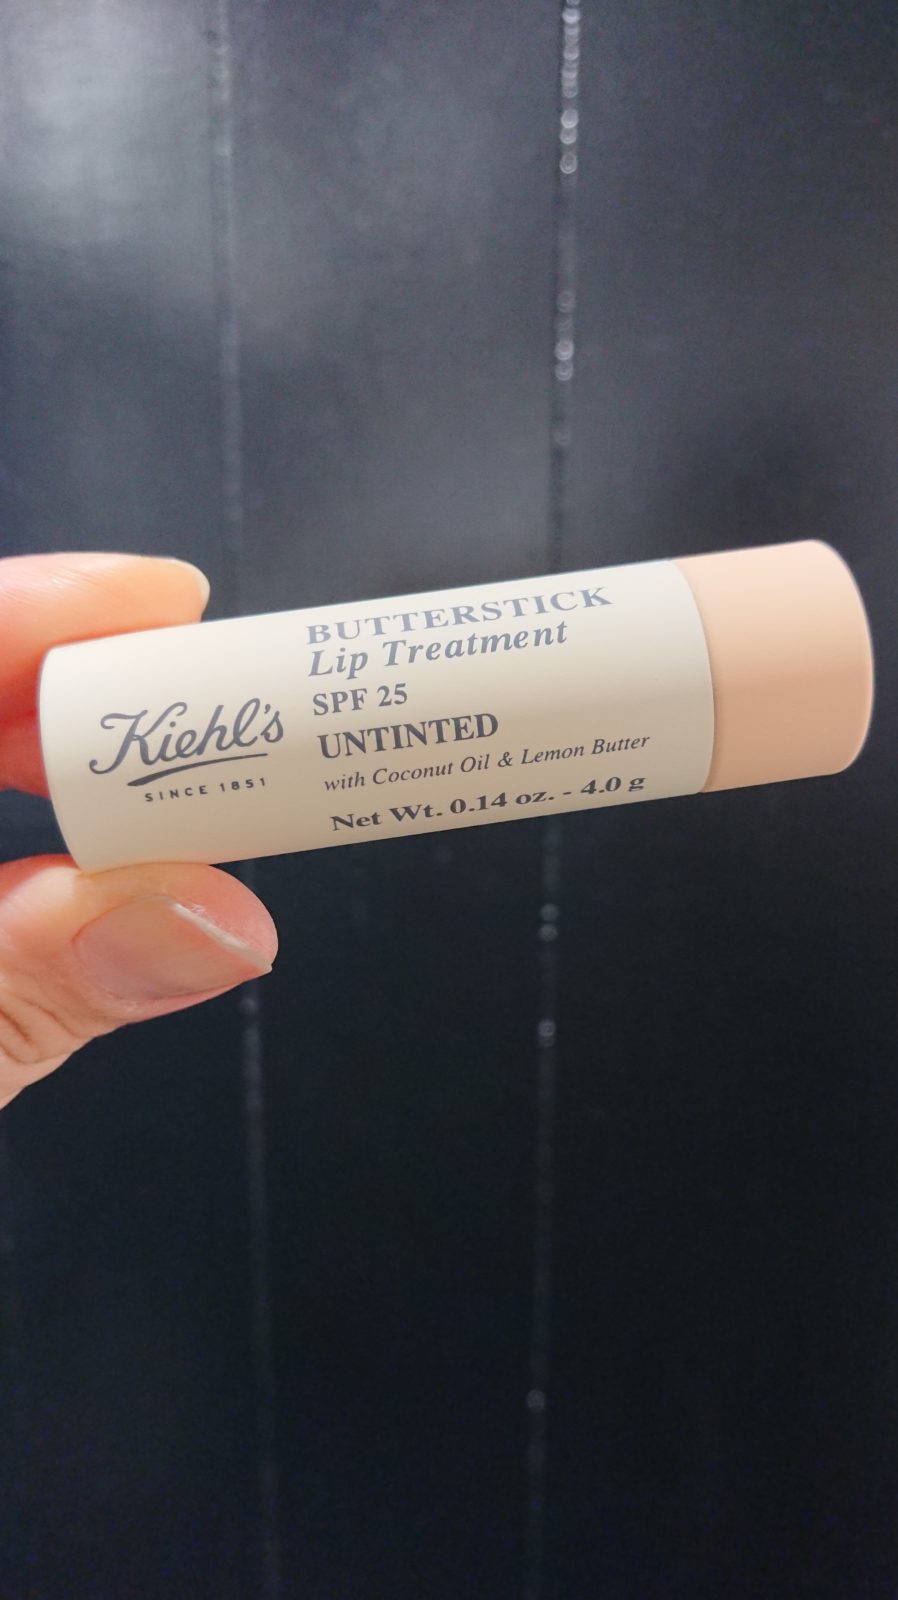 Kiehl's
SINCE 1851
BUTTERSTICK
Lip Treatment
SPF 25
UNTINTED
with Coconut Oil & Lemon Butter
Net Wt. 0.14 oz. - 4.0 g